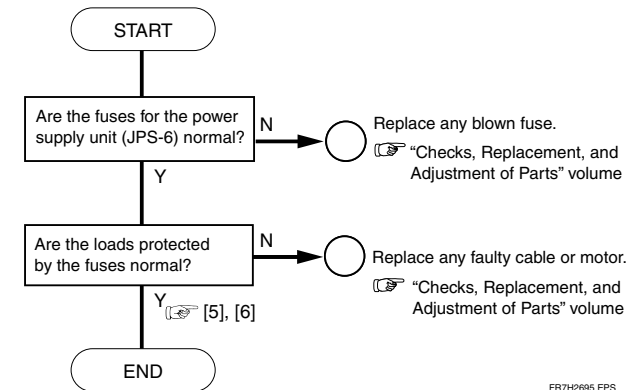 START
Are the fuses for the power
supply unit (JPS-6) normal?
N
Replace any blown fuse.
“Checks, Replacement, and
Adjustment of Parts” volume
Y
Are the loads protected
by the fuses normal?
N
Replace any faulty cable or motor.
“Checks, Replacement, and
Adjustment of Parts” volume
Y
[5], [6]
END
FR7H2695.EPS